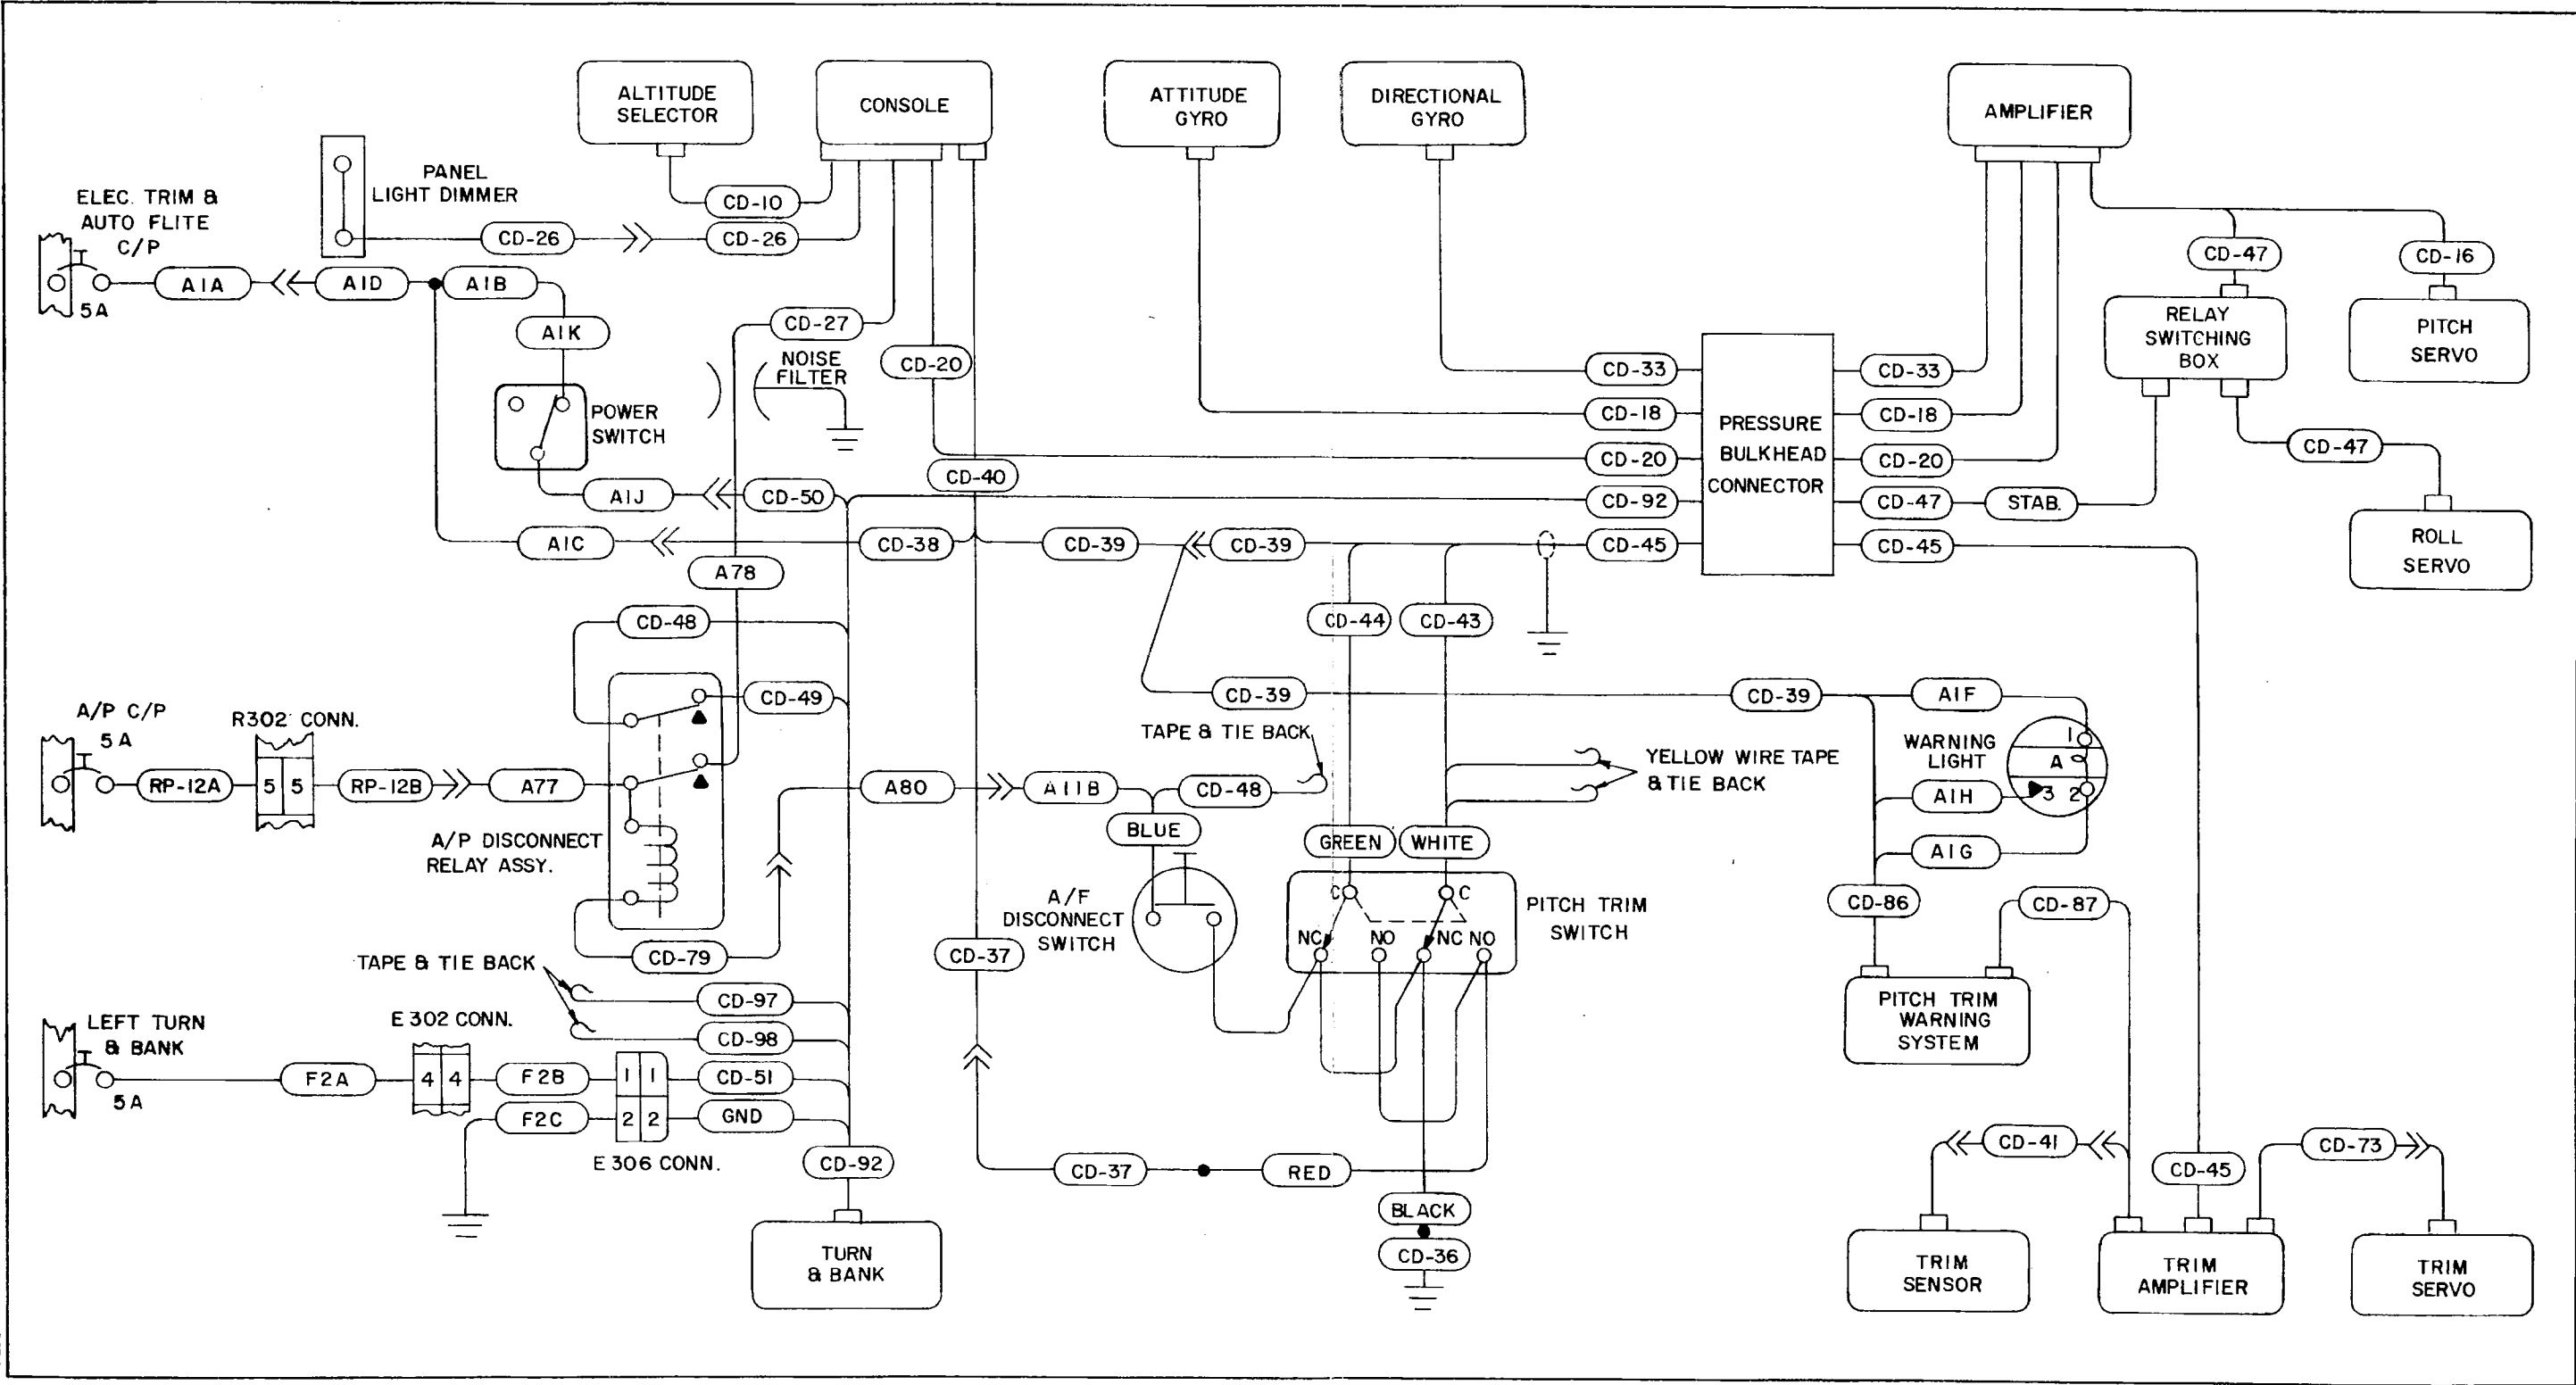 ALTITUDE
SELECTOR
CONSOLE
ATTITUDE
GYRO
DIRECTIONAL
GYRO
AMPLIFIER
PANEL
LIGHT DIMMER
ELEC. TRIM &
AUTO FLITE
C/P
5A
CD-10
CD-26
CD-26
CD-47
CD-16
A1A
A1D
A1B
A1K
CD-27
NOISE
FILTER
CD-20
POWER
SWITCH
RELAY
SWITCHING
BOX
PITCH
SERVO
CD-33
CD-33
CD-18
CD-18
PRESSURE
BULKHEAD
CONNECTOR
CD-20
CD-20
CD-47
CD-40
A1J
CD-50
CD-92
CD-47
STAB.
A1C
CD-38
CD-39
CD-39
CD-45
CD-45
ROLL
SERVO
A78
CD-48
CD-44
CD-43
CD-49
CD-39
CD-39
A1F
A/P C/P
5A
R302 CONN.
TAPE & TIE BACK
YELLOW WIRE TAPE
& TIE BACK
WARNING
LIGHT
1
A
3 2
RP-12A
5 5
RP-12B
A77
A80
A11B
CD-48
A1H
BLUE
GREEN
WHITE
A/P DISCONNECT
RELAY ASSY.
A1G
A/F
DISCONNECT
SWITCH
C
C
NC
NO
NC
NO
PITCH TRIM
SWITCH
CD-86
CD-87
CD-79
CD-37
TAPE & TIE BACK
CD-97
CD-98
PITCH TRIM
WARNING
SYSTEM
LEFT TURN
& BANK
5A
E302 CONN.
F2A
4 4
F2B
1 1
CD-51
F2C
2 2
GND
E306 CONN.
CD-92
CD-37
RED
CD-41
CD-45
CD-73
BLACK
CD-36
TURN
& BANK
TRIM
SENSOR
TRIM
AMPLIFIER
TRIM
SERVO